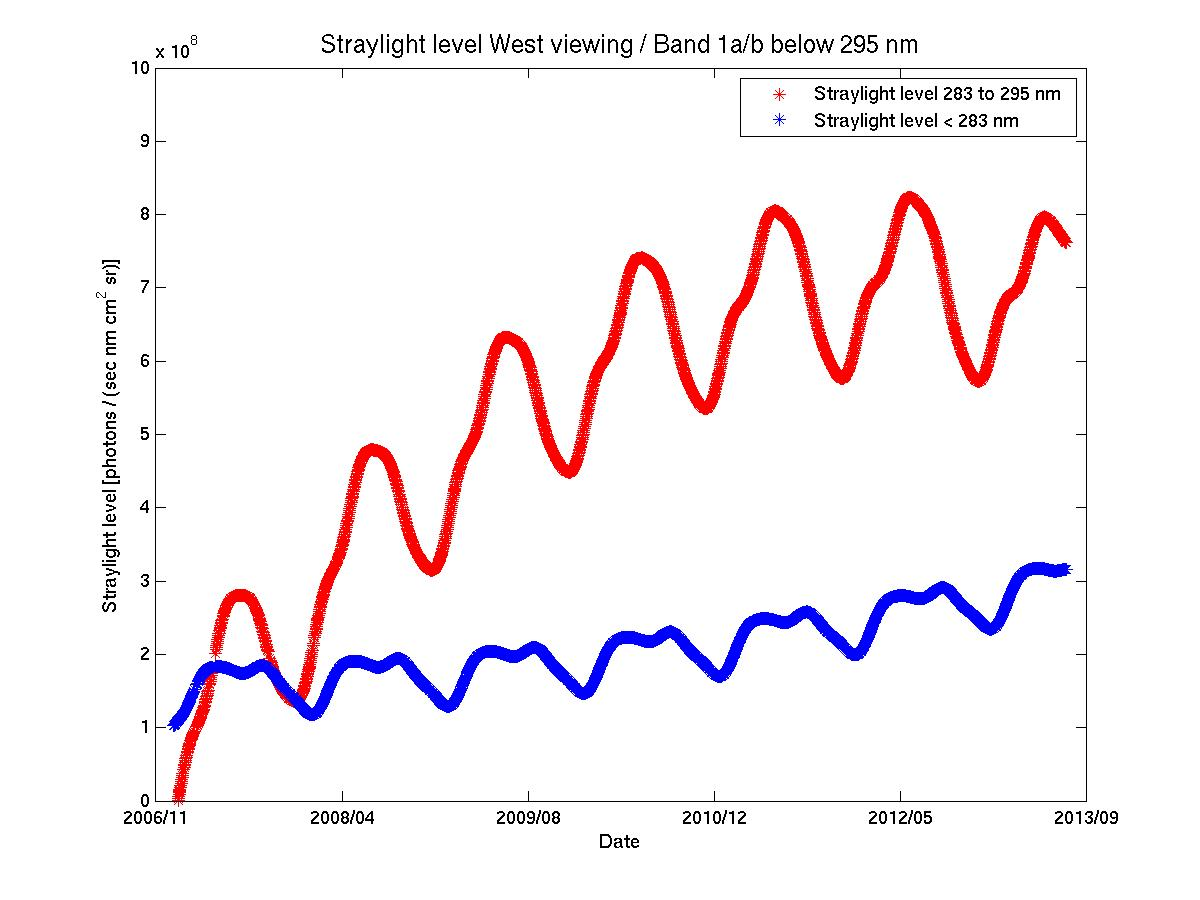 Straylight level West viewing / Band 1a/b below 295 nm
x 10^8
Straylight level 283 to 295 nm
Straylight level < 283 nm
10
9
8
7
6
5
4
3
2
1
0
Straylight level [photons / (sec nm cm^2 sr)]
2006/11 2008/04 2009/08 2010/12 2012/05 2013/09
Date